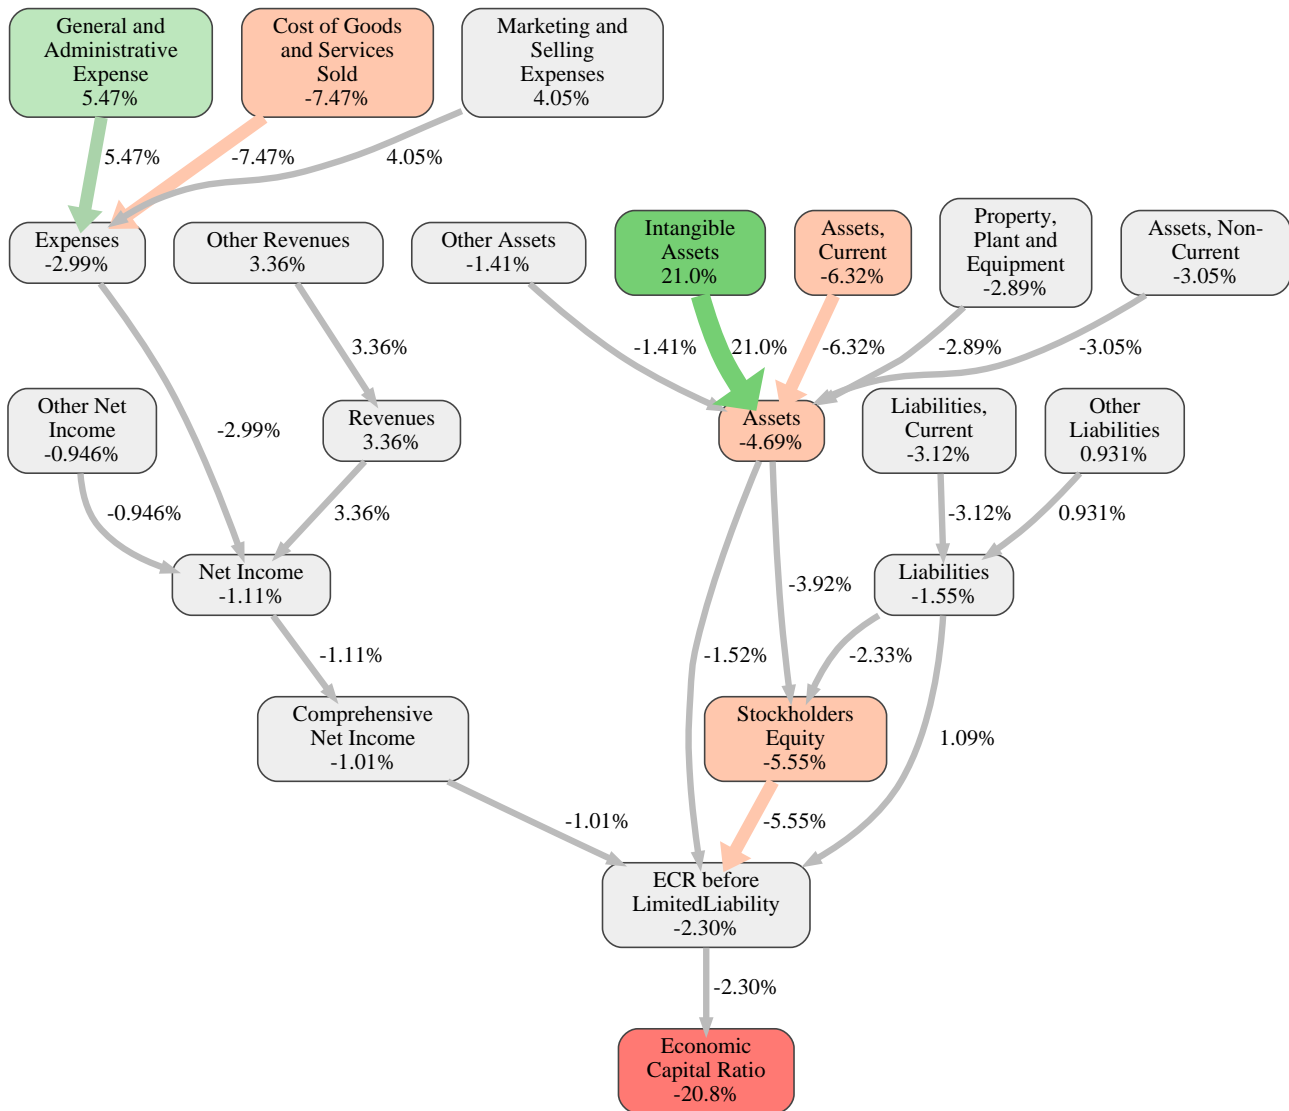 General and
Administrative
Expense
5.47%
Cost of Goods
and Services
Sold
-7.47%
Marketing and
Selling
Expenses
4.05%
5.47%
-7.47%
4.05%
Expenses
-2.99%
Other Revenues
3.36%
Other Assets
-1.41%
Intangible
Assets
21.0%
Assets,
Current
-6.32%
Property,
Plant and
Equipment
-2.89%
Assets, Non-
Current
-3.05%
3.36%
-1.41%
21.0%
-6.32%
-2.89%
-3.05%
Other Net
Income
-0.946%
-2.99%
Revenues
3.36%
Assets
-4.69%
Liabilities,
Current
-3.12%
Other
Liabilities
0.931%
-0.946%
3.36%
-3.12%
0.931%
Net Income
-1.11%
-3.92%
Liabilities
-1.55%
-1.11%
-1.52%
-2.33%
Comprehensive
Net Income
-1.01%
Stockholders
Equity
-5.55%
1.09%
-1.01%
-5.55%
ECR before
LimitedLiability
-2.30%
-2.30%
Economic
Capital Ratio
-20.8%